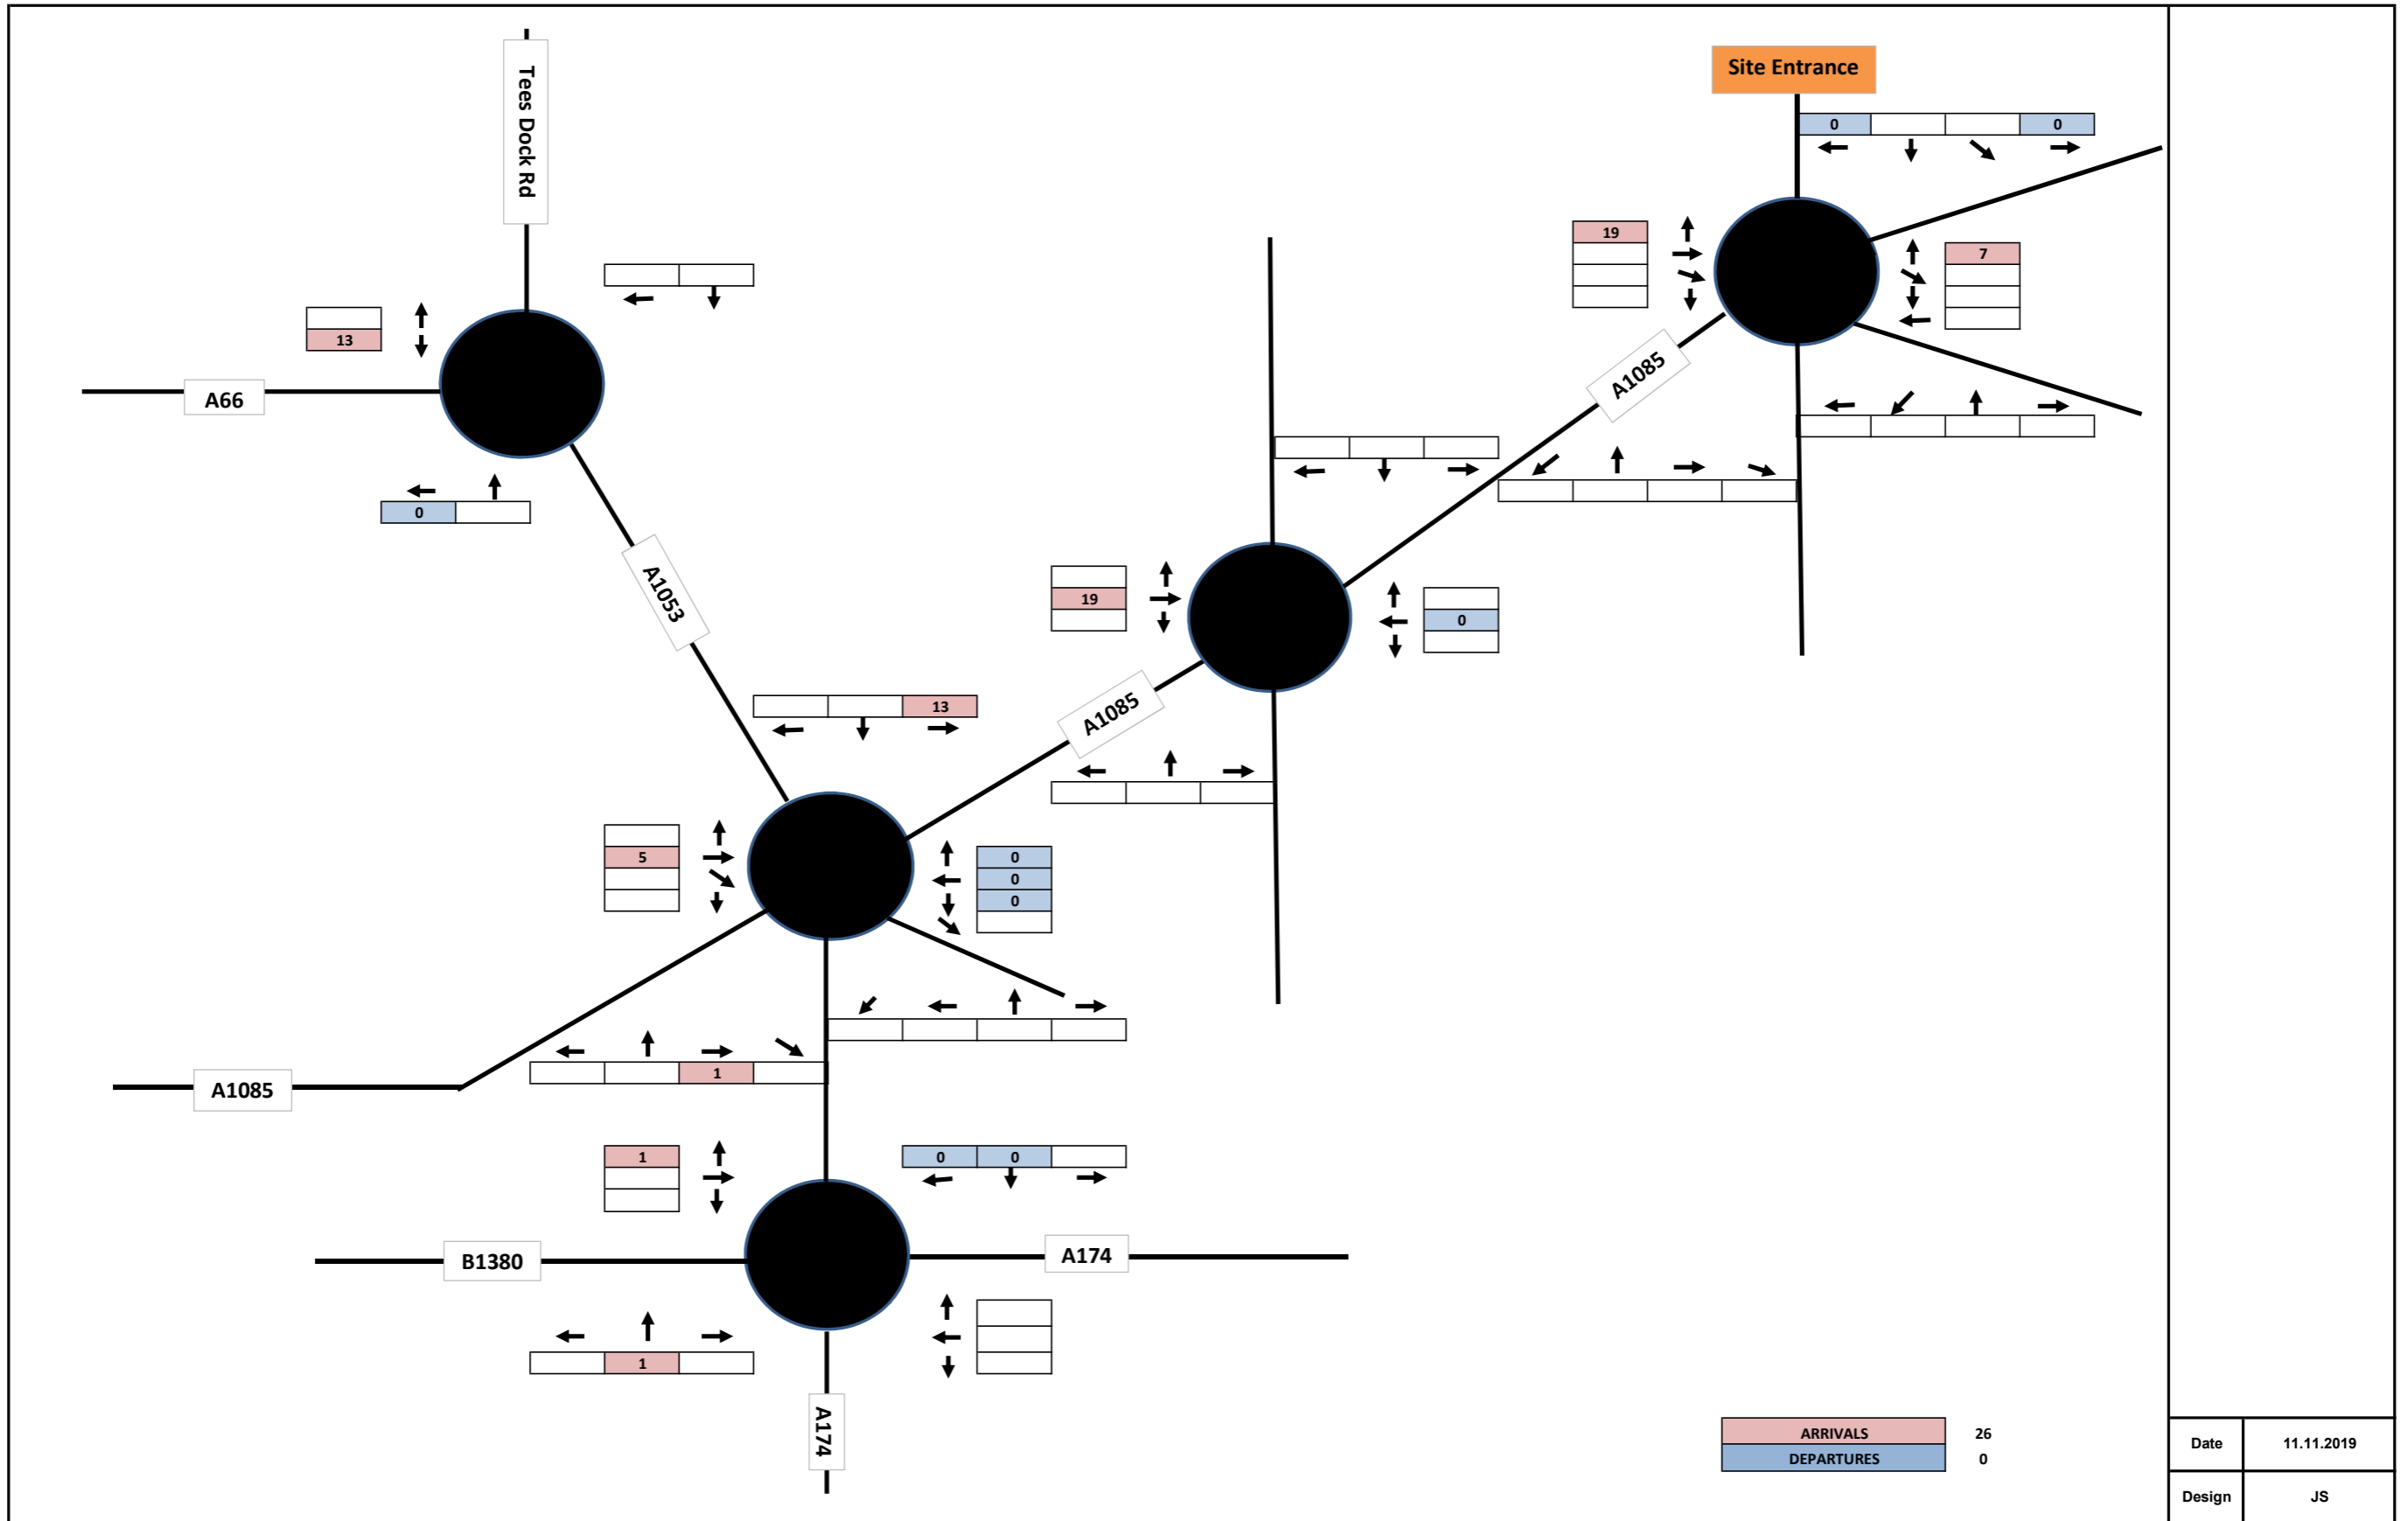 Tees Dock Rd
Site Entrance
0 0
19
7
13
A66
A1085
0
A1053
19
0
13
A1085
5
0
0
0
1
A1085
1
0 0
B1380
A174
1
A174
ARRIVALS 26
DEPARTURES 0
Date 11.11.2019
Design JS